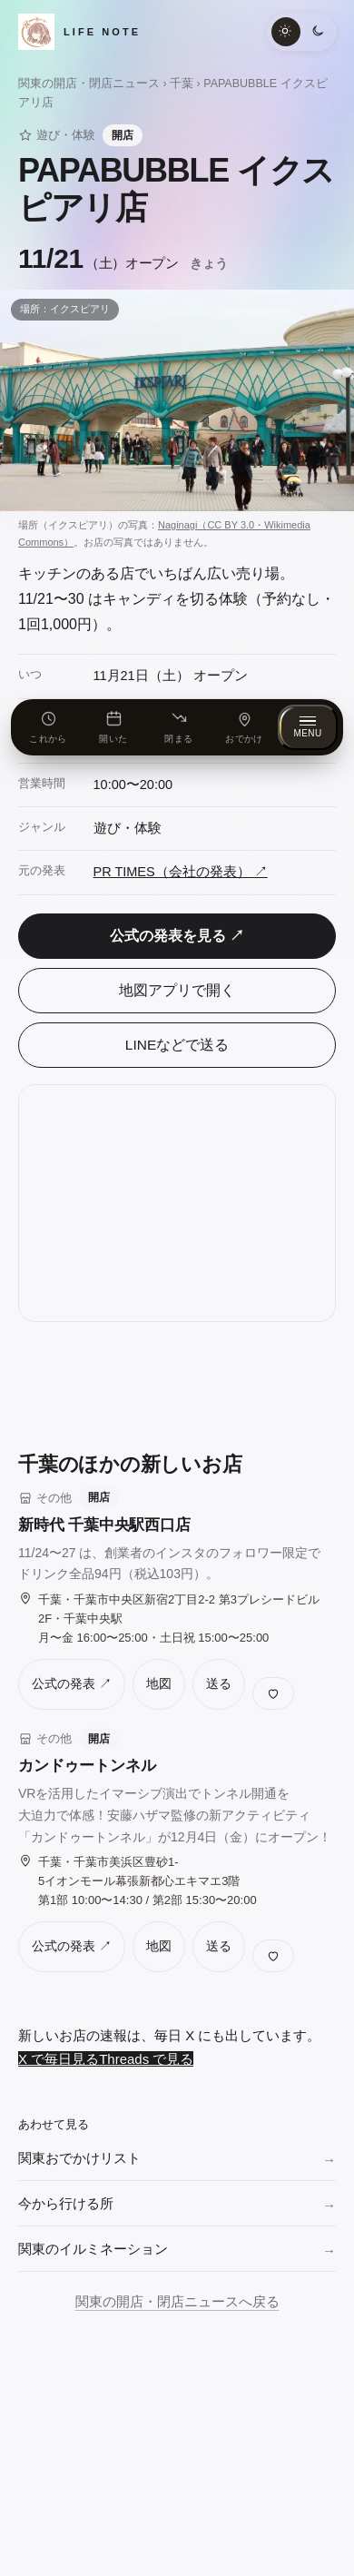 LIFE NOTE
関東の開店・閉店ニュース › 千葉 › PAPABUBBLE イクスピ
アリ店
遊び・体験 開店
PAPABUBBLE イクス
ピアリ店
11/21（土）オープン きょう
場所：イクスピアリ
IKSPIARI
場所（イクスピアリ）の写真：Naginagi（CC BY 3.0・Wikimedia
Commons）。お店の写真ではありません。
キッチンのある店でいちばん広い売り場。
11/21〜30 はキャンディを切る体験（予約なし・
1回1,000円）。
いつ 11月21日（土） オープン
これから 開いた 閉まる おでかけ MENU
営業時間 10:00〜20:00
ジャンル 遊び・体験
元の発表 PR TIMES（会社の発表） ↗
公式の発表を見る ↗
地図アプリで開く
LINEなどで送る
千葉のほかの新しいお店
その他 開店
新時代 千葉中央駅西口店
11/24〜27 は、創業者のインスタのフォロワー限定で
ドリンク全品94円（税込103円）。
千葉・千葉市中央区新宿2丁目2-2 第3プレシードビル
2F・千葉中央駅
月〜金 16:00〜25:00・土日祝 15:00〜25:00
公式の発表 ↗ 地図 送る
その他 開店
カンドゥートンネル
VRを活用したイマーシブ演出でトンネル開通を
大迫力で体感！安藤ハザマ監修の新アクティビティ
「カンドゥートンネル」が12月4日（金）にオープン！
千葉・千葉市美浜区豊砂1-
5イオンモール幕張新都心エキマエ3階
第1部 10:00〜14:30 / 第2部 15:30〜20:00
公式の発表 ↗ 地図 送る
新しいお店の速報は、毎日 X にも出しています。
X で毎日見るThreads で見る
あわせて見る
関東おでかけリスト →
今から行ける所 →
関東のイルミネーション →
関東の開店・閉店ニュースへ戻る